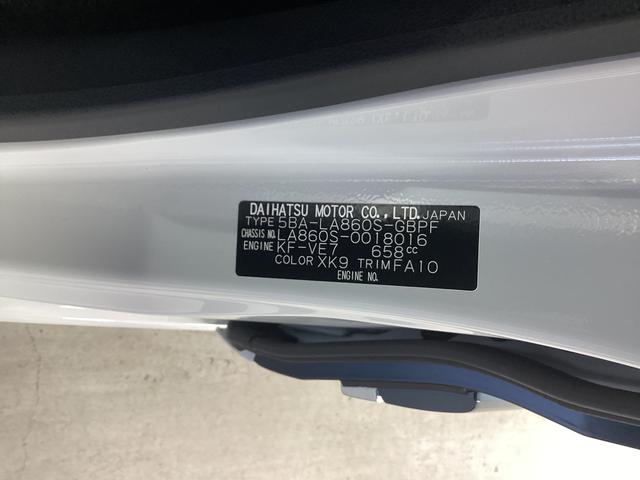 DAIHATSU MOTOR CO.,LTD. JAPAN
TYPE 5BA-LA860S-GBPF
CHASSIS NO. LA860S-0018016
ENGINE KF-VE7 658CC
COLOR XK9 TRIM FA10
ENGINE NO.